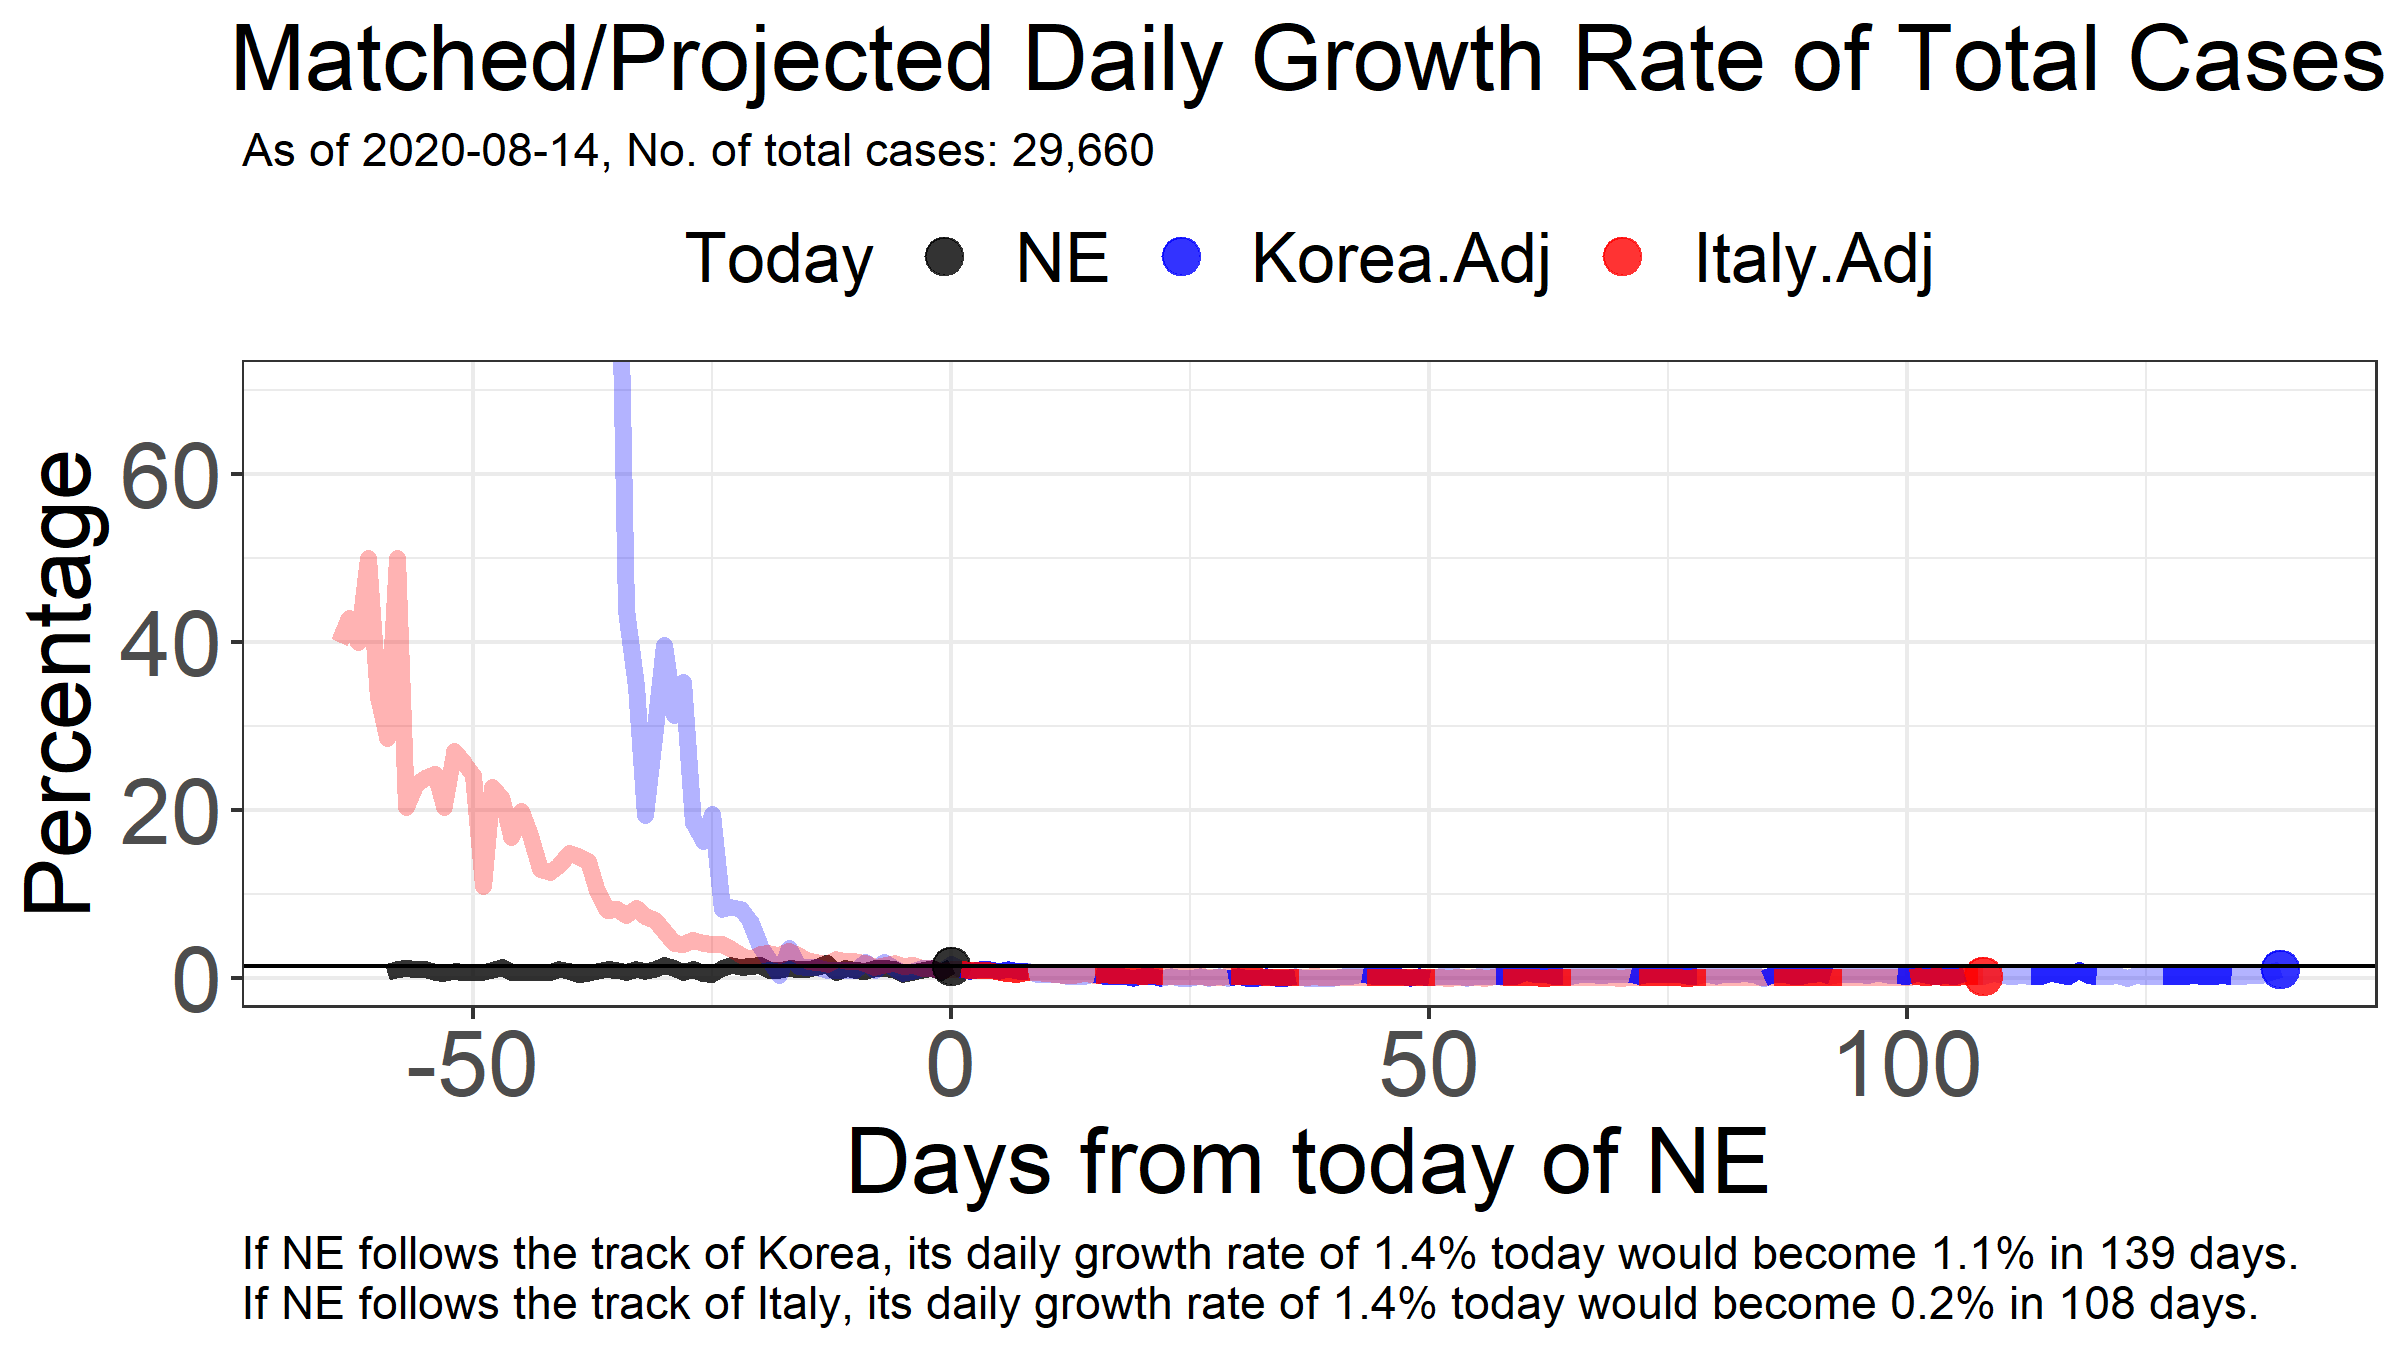 Matched/Projected Daily Growth Rate of Total Cases
As of 2020-08-14, No. of total cases: 29,660
Today NE Korea.Adj Italy.Adj
Percentage
60
40
20
0
-50 0 50 100
Days from today of NE
If NE follows the track of Korea, its daily growth rate of 1.4% today would become 1.1% in 139 days.
If NE follows the track of Italy, its daily growth rate of 1.4% today would become 0.2% in 108 days.